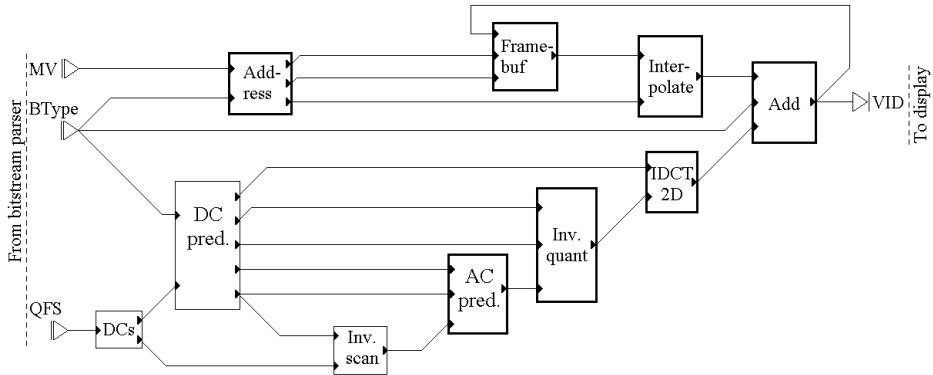 From bitstream parser
MV
BType
QFS
Add-
ress
Frame-
buf
Inter-
polate
Add
VID
To display
DC
pred.
IDCT
2D
Inv.
quant
AC
pred.
DCs
Inv.
scan